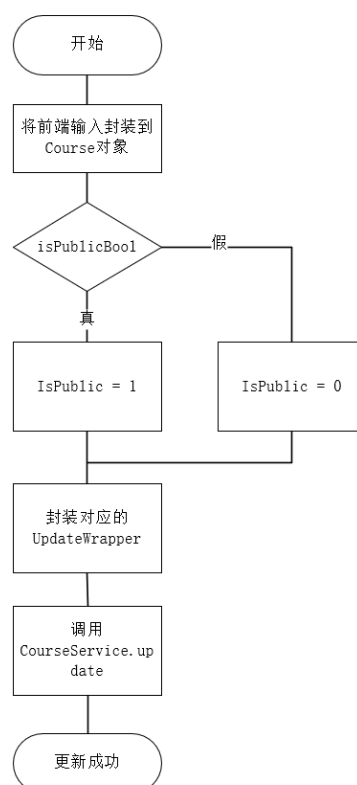 开始
将前端输入封装到
Course对象
isPublicBool
假
真
IsPublic = 1
IsPublic = 0
封装对应的
UpdateWrapper
调用
CourseService.up
date
更新成功